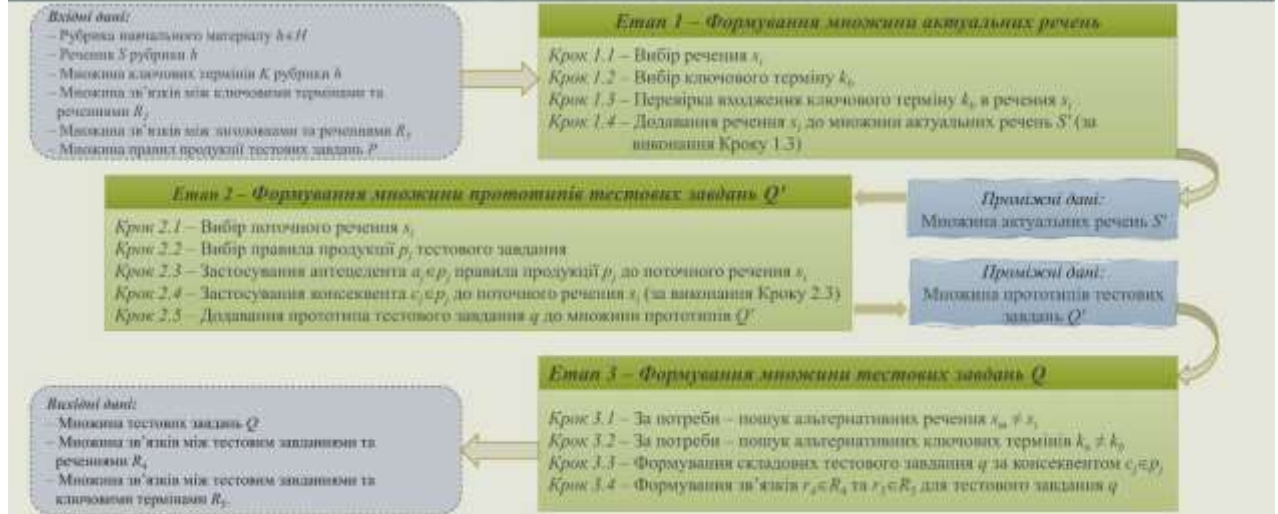 Вхідні дані:
– Рубрика навчального матеріалу h∈H
– Речення S рубрики h
– Множина ключових термінів K рубрики h
– Множина зв'язків між ключовими термінами та
реченнями R₂
– Множина зв'язків між заголовками та реченнями
– Множина правил продукції тестових завдань P
Етап 1 – Формування множини актуальних речень
Крок 1.1 – Вибір речення sᵢ
Крок 1.2 – Вибір ключового терміну
Крок 1.3 – Перевірка входження ключового терміну в речення sᵢ
Крок 1.4 – Додавання речення sᵢ до множини актуальних речень S' (за
виконання Кроку 1.3)
Проміжні дані:
Множина актуальних речень S'
Етап 2 – Формування множини прототипів тестових завдань Q'
Крок 2.1 – Вибір поточного речення sᵢ
Крок 2.2 – Вибір правила продукції pⱼ тестового завдання
Крок 2.3 – Застосування антецедента aⱼ∈pⱼ правила продукції pⱼ до поточного речення sᵢ
Крок 2.4 – Застосування консеквента cⱼ∈pⱼ до поточного речення sᵢ (за виконання Кроку 2.3)
Крок 2.5 – Додавання прототипа тестового завдання q до множини прототипів Q'
Проміжні дані:
Множина прототипів тестових
завдань Q'
Етап 3 – Формування множини тестових завдань Q
Крок 3.1 – За потреби – пошук альтернативних речення sₘ ≠ sᵢ
Крок 3.2 – За потреби – пошук альтернативних ключових термінів
Крок 3.3 – Формування складових тестового завдання q за консеквентом cⱼ∈pⱼ
Крок 3.4 – Формування зв'язків r₄∈R₄ та r₅∈R₅ для тестового завдання q
Вихідні дані:
– Множина тестових завдань Q
– Множина зв'язків між тестовим завданнями та
реченнями R₄
– Множина зв'язків між тестовим завданнями та
ключовими термінами R₅.